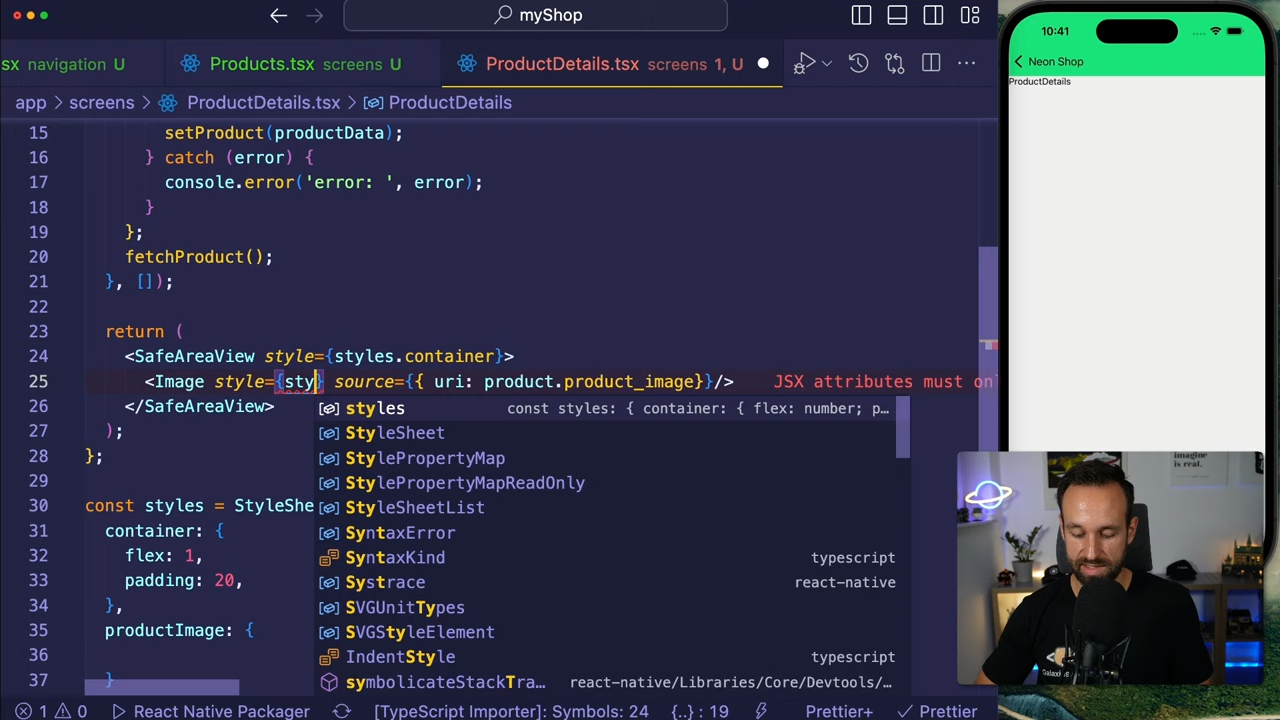 myShop
sx navigation U
Products.tsx screens U
ProductDetails.tsx screens 1, U
app > screens > ProductDetails.tsx > ProductDetails
15 setProduct(productData);
16 } catch (error) {
17 console.error('error: ', error);
18 }
19 };
20 fetchProduct();
21 }, []);
22
23 return (
24 <SafeAreaView style={styles.container}>
25 <Image style={sty} source={{ uri: product.product_image}}/> JSX attributes must onl
26 </SafeAreaView>
27 );
28 };
29
30 const styles = StyleShe
31 container: {
32 flex: 1,
33 padding: 20,
34 },
35 productImage: {
36
37 }
styles const styles: { container: { flex: number; p…
StyleSheet
StylePropertyMap
StylePropertyMapReadOnly
StyleSheetList
SyntaxError
SyntaxKind typescript
Systrace react-native
SVGUnitTypes
SVGStyleElement
IndentStyle typescript
symbolicateStackTra… react-native/Libraries/Core/Devtools/…
1 0 React Native Packager [TypeScript Importer]: Symbols: 24 {..} : 19 Prettier+ Prettier
10:41
Neon Shop
ProductDetails
imagine
is real.